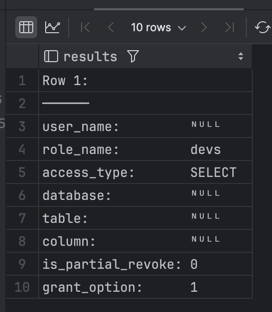 10 rows
results
1 Row 1:
2 ──────
3 user_name: ᴺᵁᴸᴸ
4 role_name: devs
5 access_type: SELECT
6 database: ᴺᵁᴸᴸ
7 table: ᴺᵁᴸᴸ
8 column: ᴺᵁᴸᴸ
9 is_partial_revoke: 0
10 grant_option: 1